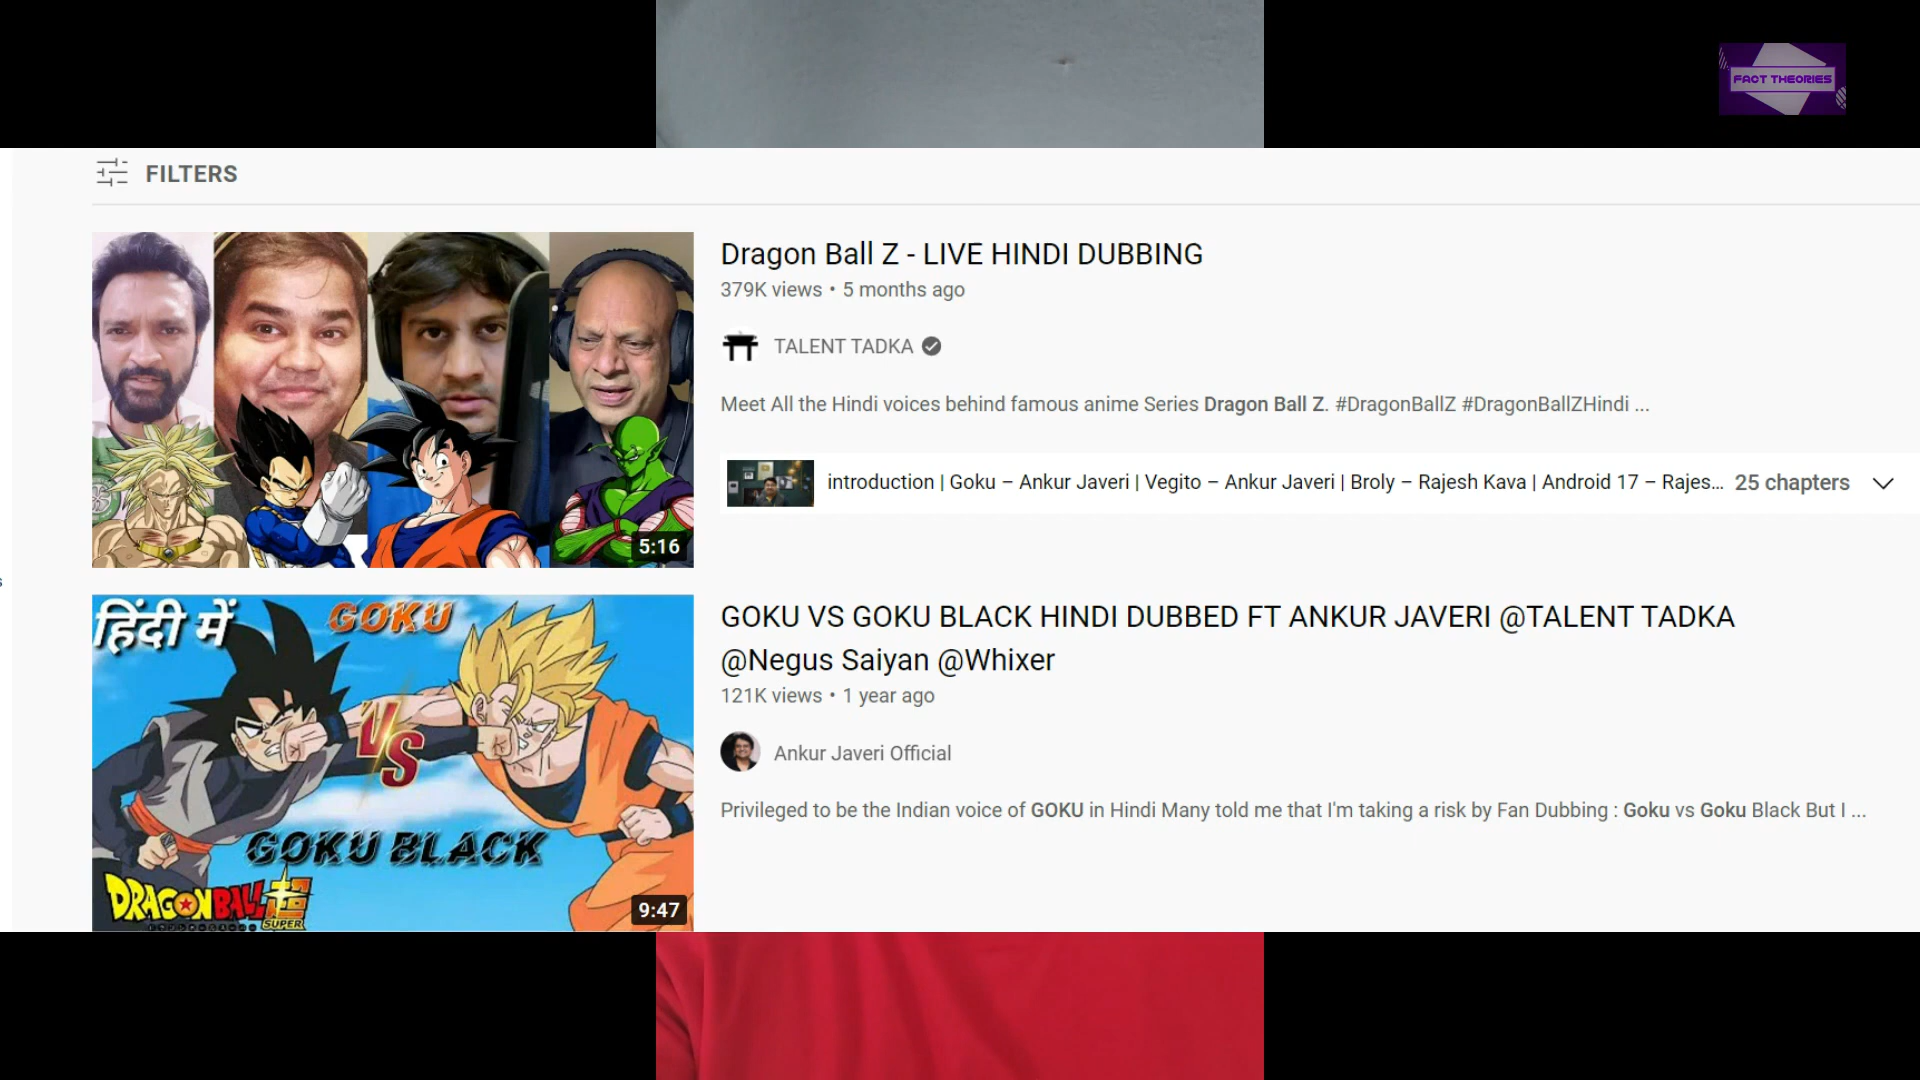 FACT THEORIES
FILTERS
Dragon Ball Z - LIVE HINDI DUBBING
379K views • 5 months ago
TALENT TADKA
Meet All the Hindi voices behind famous anime Series Dragon Ball Z. #DragonBallZ #DragonBallZHindi ...
introduction | Goku – Ankur Javeri | Vegito – Ankur Javeri | Broly – Rajesh Kava | Android 17 – Rajes... 25 chapters
5:16
हिंदी में
GOKU
VS
GOKU BLACK
DRAGON BALL
SUPER
9:47
GOKU VS GOKU BLACK HINDI DUBBED FT ANKUR JAVERI @TALENT TADKA
@Negus Saiyan @Whixer
121K views • 1 year ago
Ankur Javeri Official
Privileged to be the Indian voice of GOKU in Hindi Many told me that I'm taking a risk by Fan Dubbing : Goku vs Goku Black But I ...